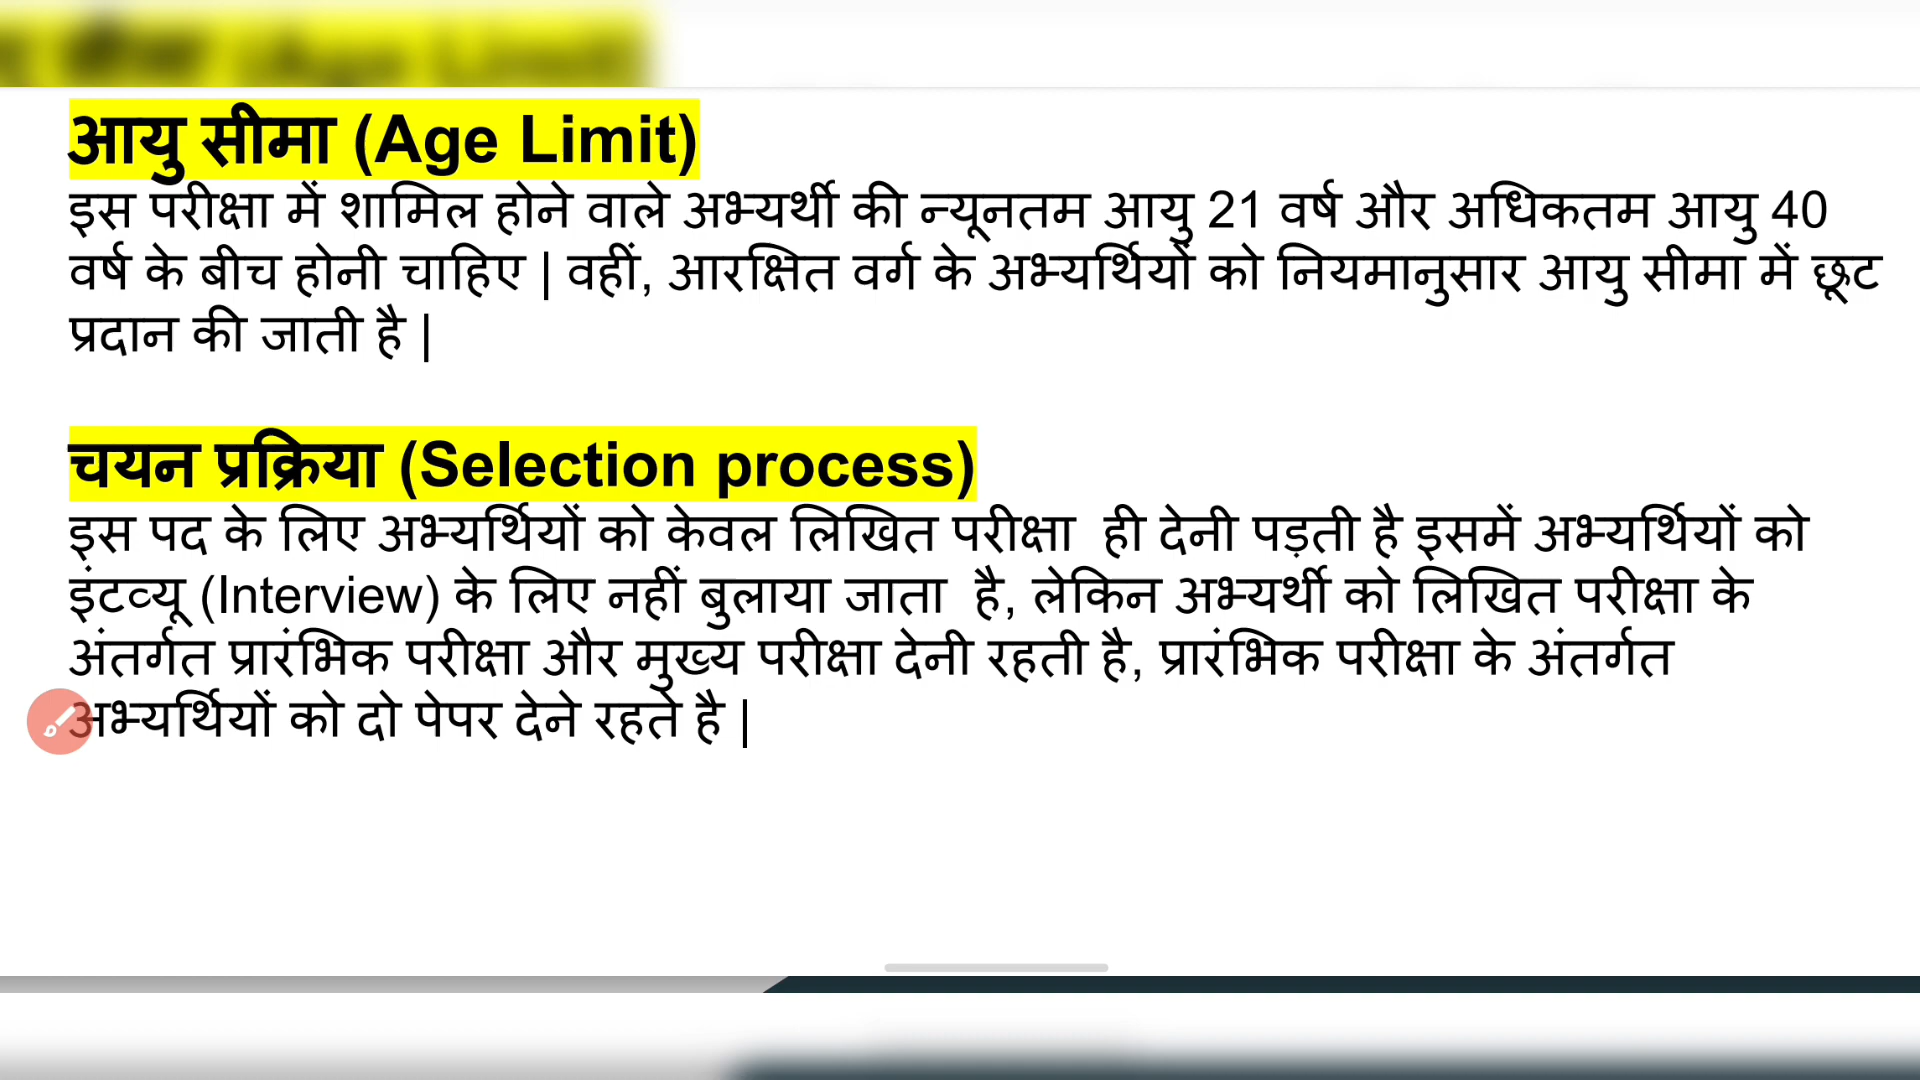 आयु सीमा (Age Limit)
इस परीक्षा में शामिल होने वाले अभ्यर्थी की न्यूनतम आयु 21 वर्ष और अधिकतम आयु 40
वर्ष के बीच होनी चाहिए | वहीं, आरक्षित वर्ग के अभ्यर्थियों को नियमानुसार आयु सीमा में छूट
प्रदान की जाती है |
चयन प्रक्रिया (Selection process)
इस पद के लिए अभ्यर्थियों को केवल लिखित परीक्षा  ही देनी पड़ती है इसमें अभ्यर्थियों को
इंटव्यू (Interview) के लिए नहीं बुलाया जाता  है, लेकिन अभ्यर्थी को लिखित परीक्षा के
अंतर्गत प्रारंभिक परीक्षा और मुख्य परीक्षा देनी रहती है, प्रारंभिक परीक्षा के अंतर्गत
अभ्यर्थियों को दो पेपर देने रहते है |